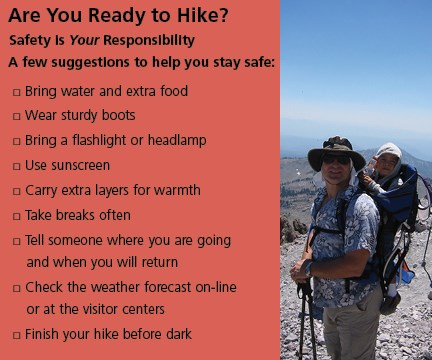 Are You Ready to Hike?
Safety is Your Responsibility
A few suggestions to help you stay safe:
□ Bring water and extra food
□ Wear sturdy boots
□ Bring a flashlight or headlamp
□ Use sunscreen
□ Carry extra layers for warmth
□ Take breaks often
□ Tell someone where you are going
and when you will return
□ Check the weather forecast on-line
or at the visitor centers
□ Finish your hike before dark